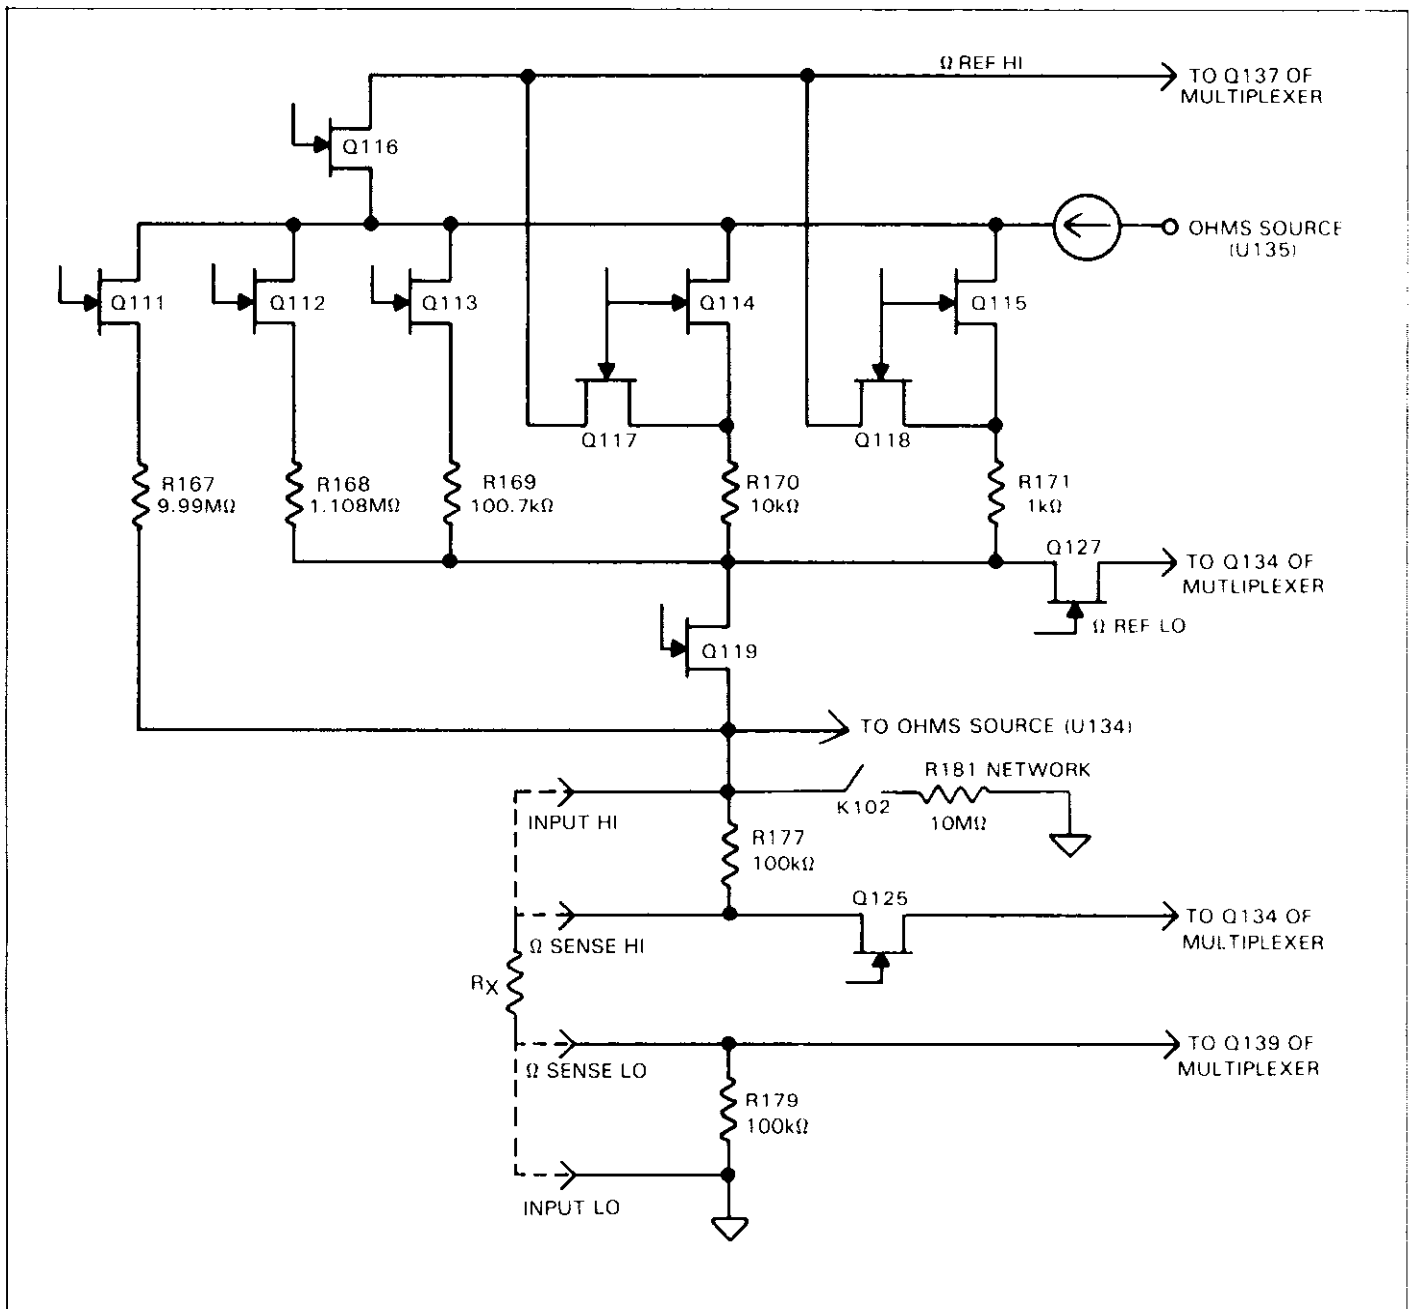 Ω REF HI
TO Q137 OF
MULTIPLEXER
Q116
OHMS SOURCE
(U135)
Q111
Q112
Q113
Q114
Q115
Q117
Q118
R167
9.99MΩ
R168
1.108MΩ
R169
100.7kΩ
R170
10kΩ
R171
1kΩ
Q127
TO Q134 OF
MUTLIPLEXER
Ω REF LO
Q119
TO OHMS SOURCE (U134)
R181 NETWORK
INPUT HI
K102
10MΩ
R177
100kΩ
Q125
Ω SENSE HI
TO Q134 OF
MULTIPLEXER
RX
Ω SENSE LO
TO Q139 OF
MULTIPLEXER
R179
100kΩ
INPUT LO